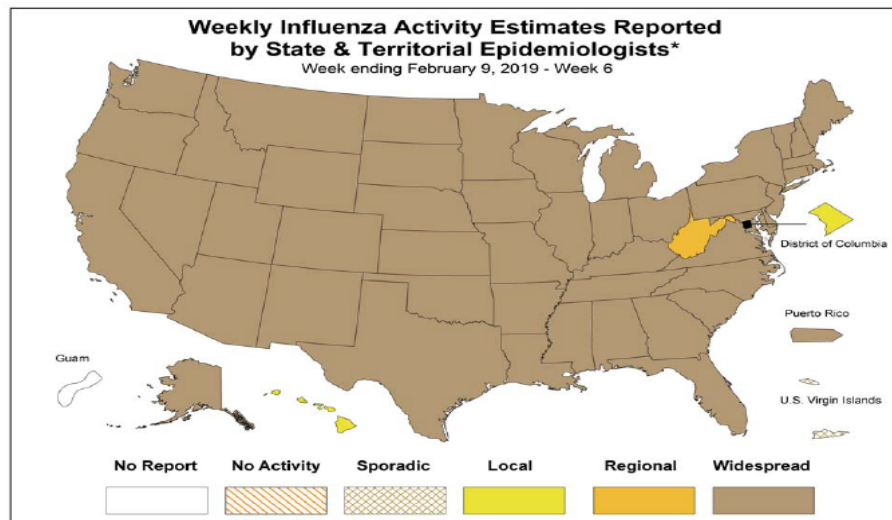 Weekly Influenza Activity Estimates Reported
by State & Territorial Epidemiologists*
Week ending February 9, 2019 - Week 6
District of Columbia
Puerto Rico
Guam
U.S. Virgin Islands
No Report No Activity Sporadic Local Regional Widespread